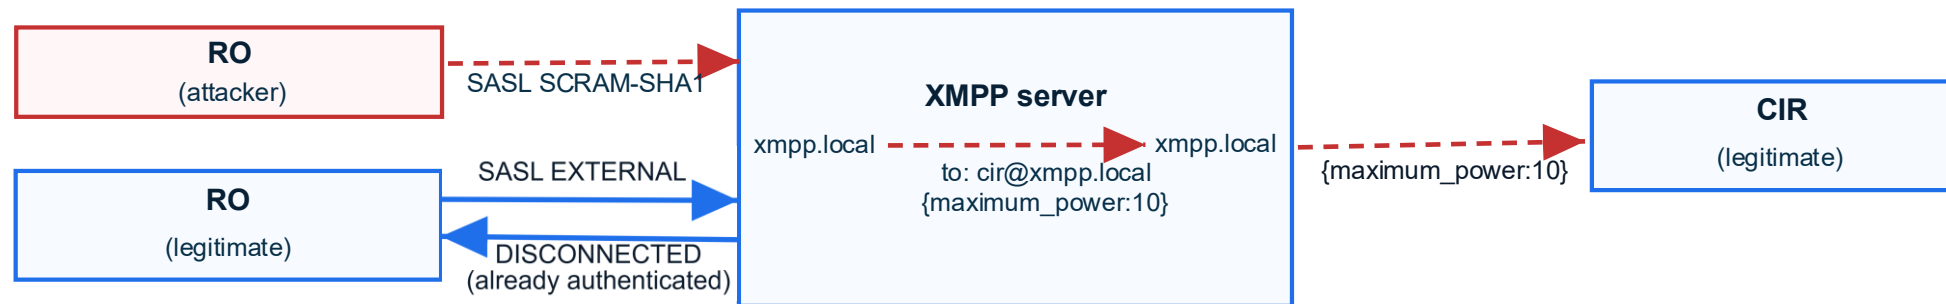 RO
(attacker)
SASL SCRAM-SHA1
RO
(legitimate)
SASL EXTERNAL
DISCONNECTED
(already authenticated)
XMPP server
xmpp.local
xmpp.local
to: cir@xmpp.local
{maximum_power:10}
{maximum_power:10}
CIR
(legitimate)